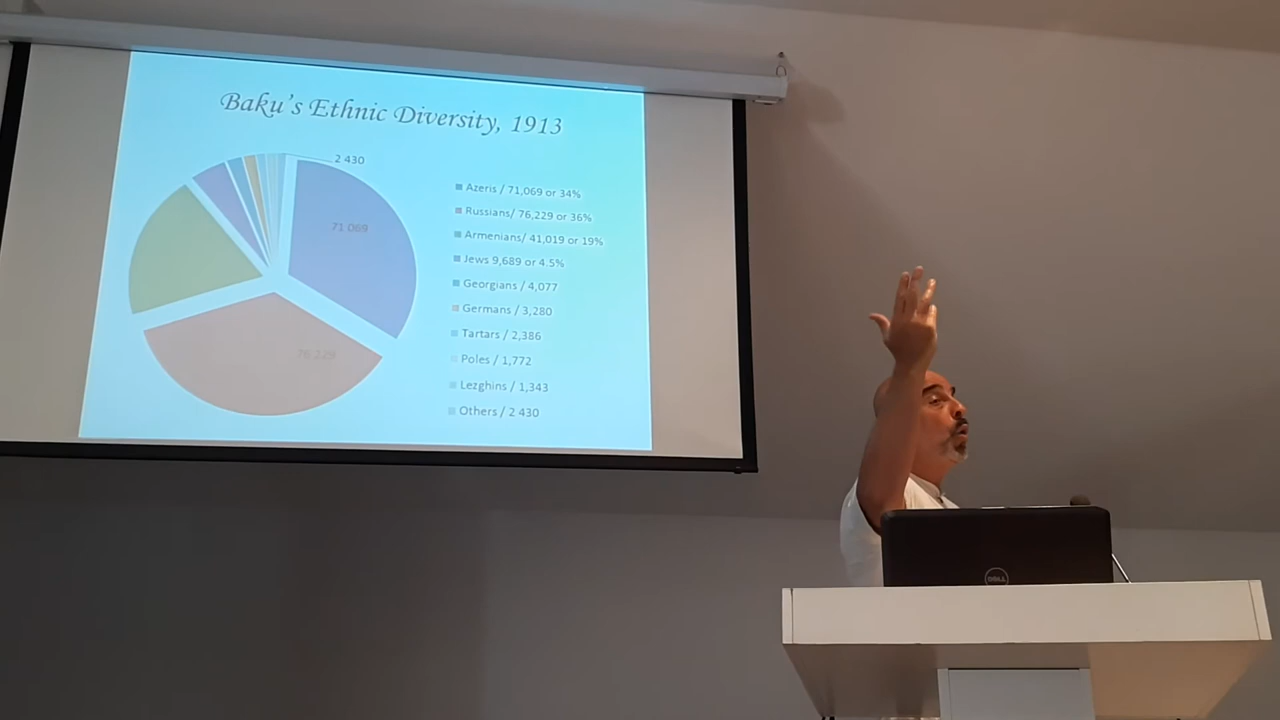 Baku's Ethnic Diversity, 1913
2 430
71 069
76 229
Azeris / 71,069 or 34%
Russians/ 76,229 or 36%
Armenians/ 41,019 or 19%
Jews 9,689 or 4.5%
Georgians / 4,077
Germans / 3,280
Tartars / 2,386
Poles / 1,772
Lezghins / 1,343
Others / 2 430
DELL